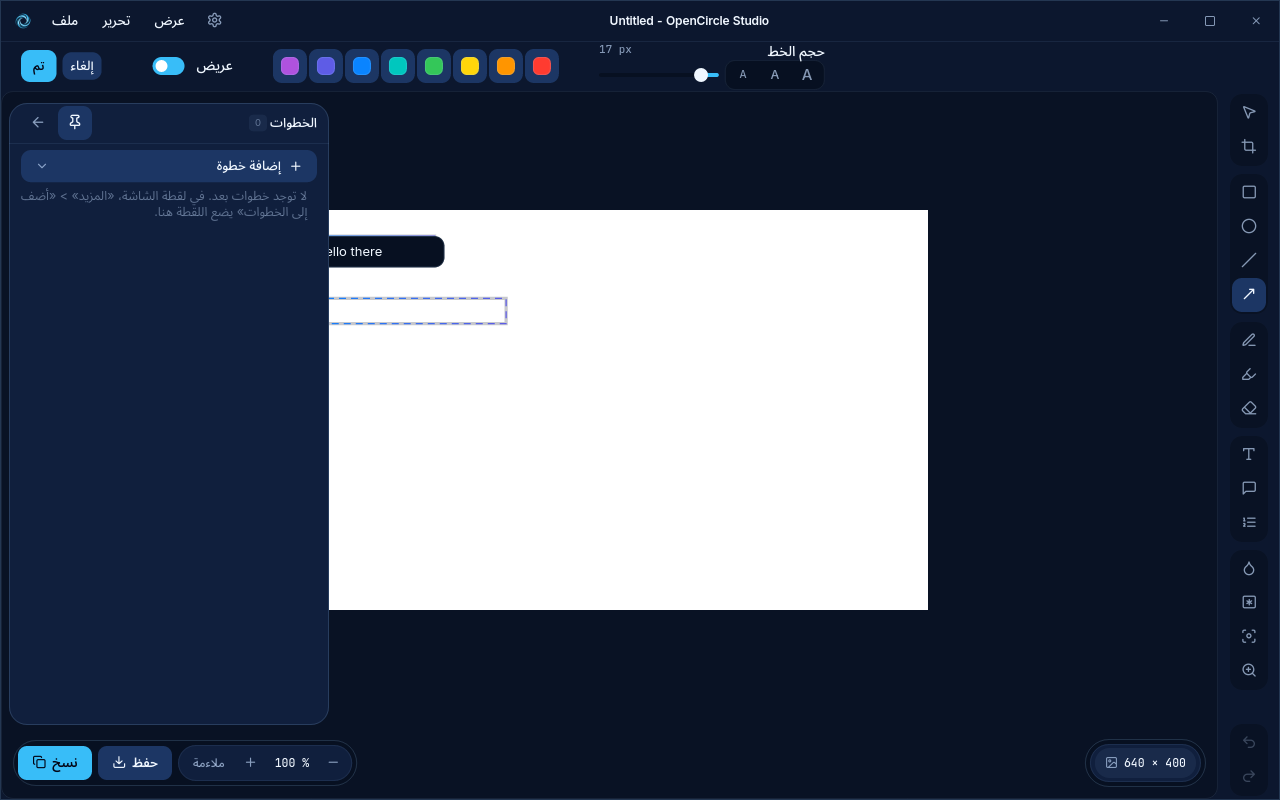 ملف
تحرير
عرض
Untitled - OpenCircle Studio
حجم الخط
17 px
A
A
A
عريض
إلغاء
تم
الخطوات
0
إضافة خطوة
لا توجد خطوات بعد. في لقطة الشاشة، «المزيد» > «أضف
إلى الخطوات» يضع اللقطة هنا.
ello there
نسخ
حفظ
ملاءمة
100 %
640 × 400